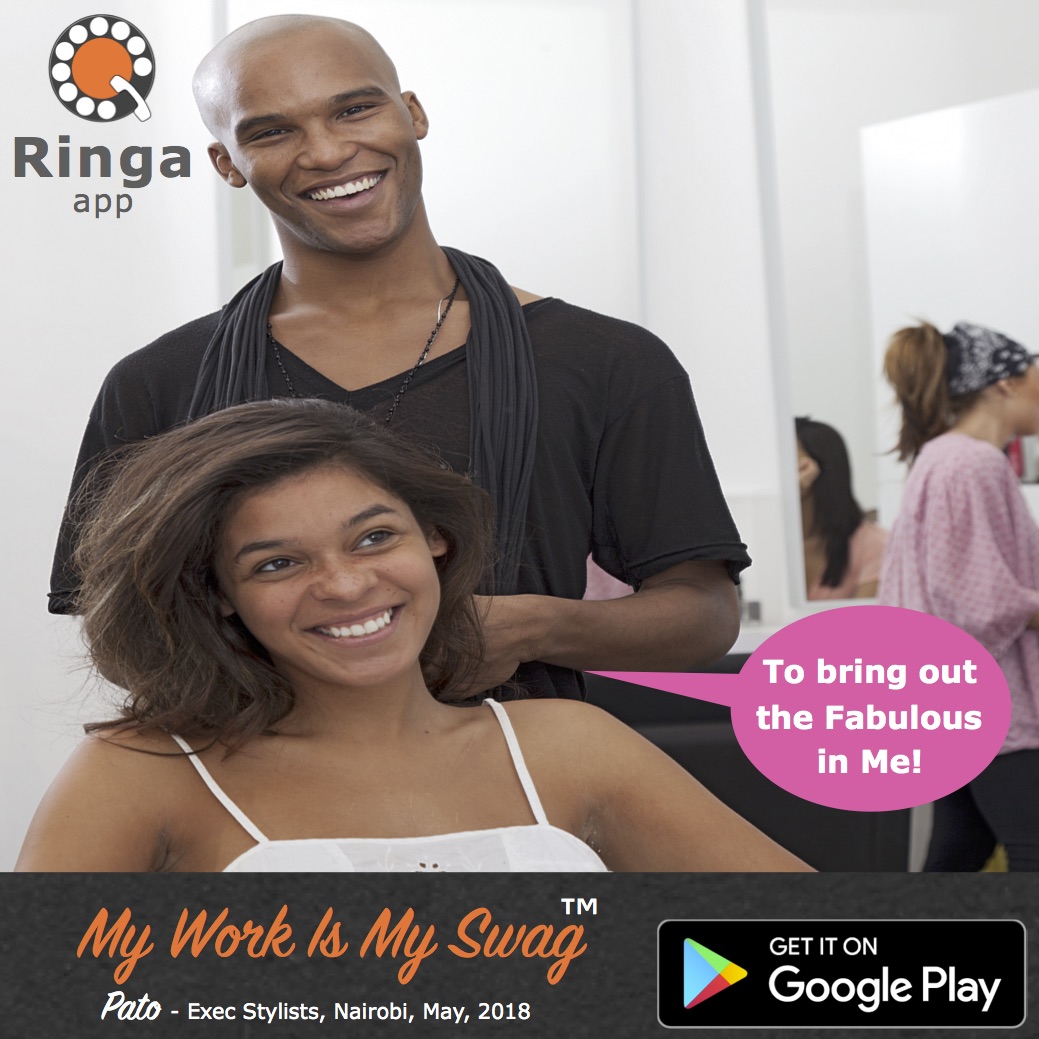 Ringa
app
To bring out
the Fabulous
in Me!
My Work Is My Swag™
Pato - Exec Stylists, Nairobi, May, 2018
GET IT ON
Google Play